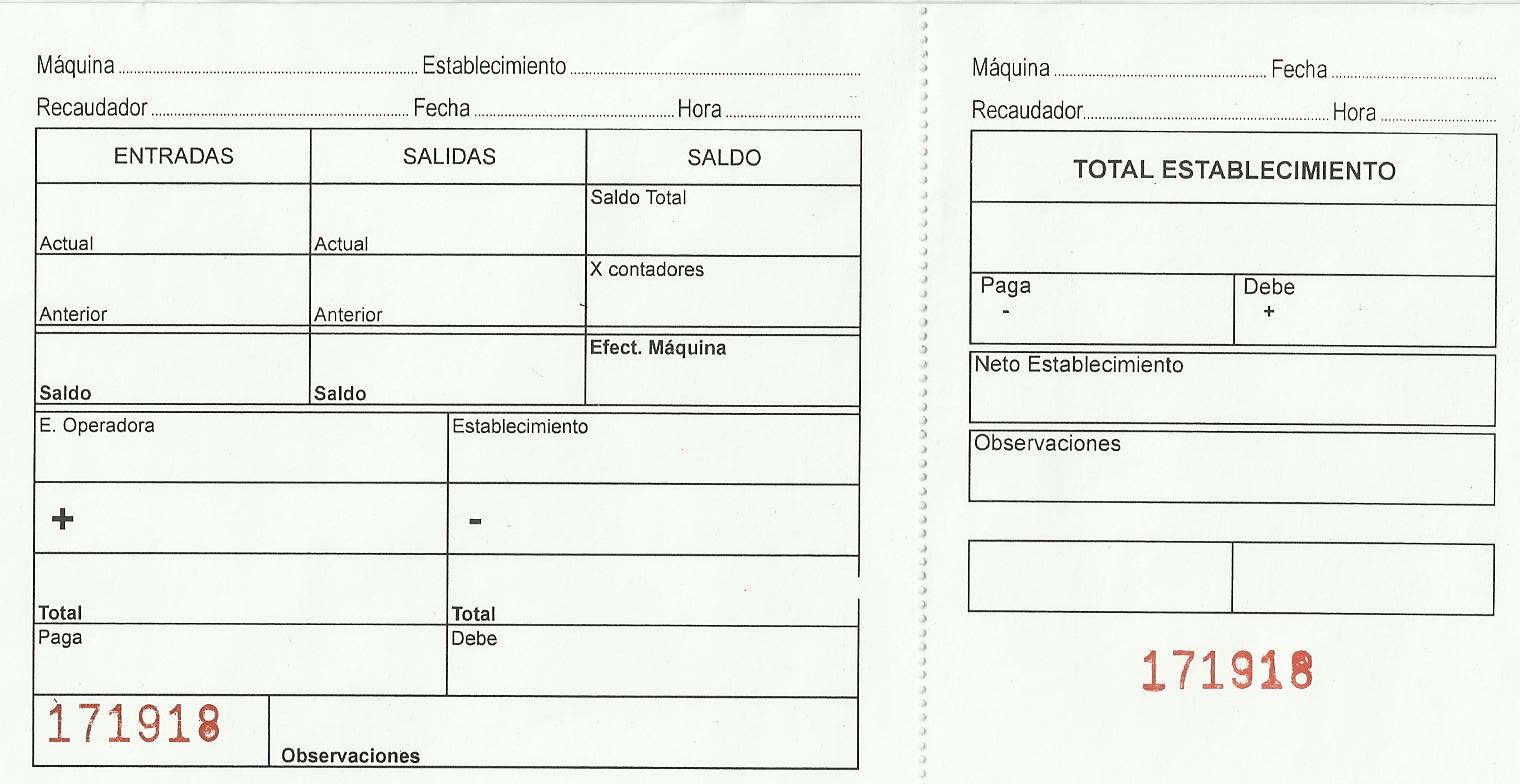 Máquina Establecimiento
Recaudador Fecha Hora
ENTRADAS SALIDAS SALDO
Saldo Total
Actual Actual
X contadores
Anterior Anterior
Efect. Máquina
Saldo Saldo
E. Operadora Establecimiento
+ -
Total Total
Paga Debe
171918
Observaciones
Máquina Fecha
Recaudador Hora
TOTAL ESTABLECIMIENTO
Paga Debe
- +
Neto Establecimiento
Observaciones
171918